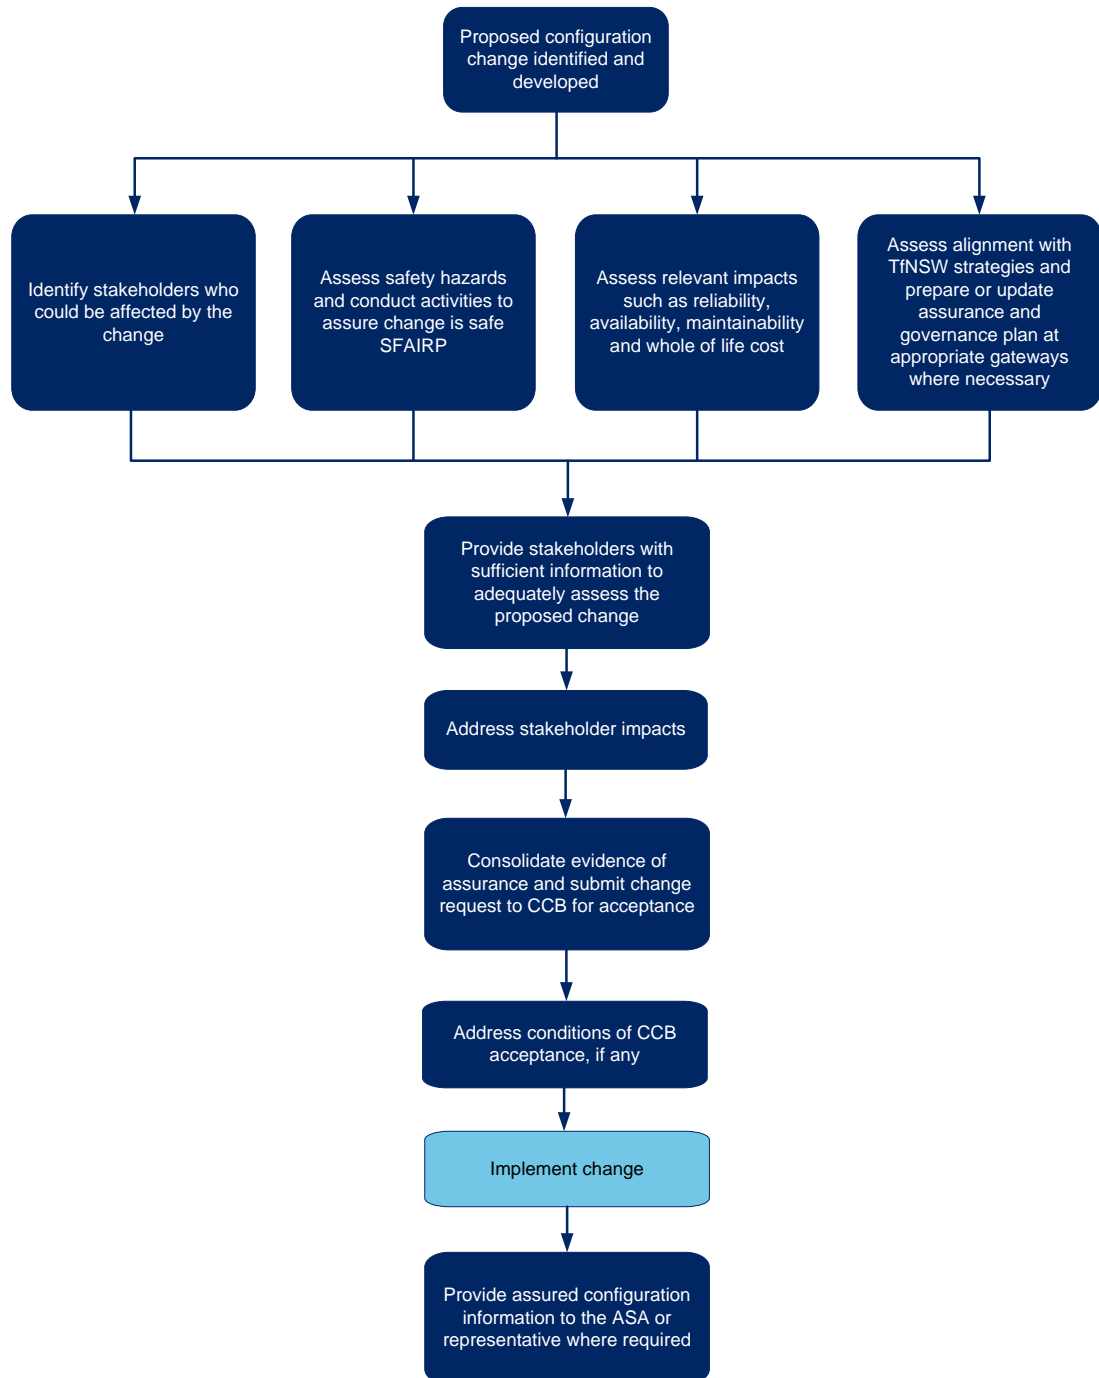 Proposed configuration
change identified and
developed
Identify stakeholders who
could be affected by the
change
Assess safety hazards
and conduct activities to
assure change is safe
SFAIRP
Assess relevant impacts
such as reliability,
availability, maintainability
and whole of life cost
Assess alignment with
TfNSW strategies and
prepare or update
assurance and
governance plan at
appropriate gateways
where necessary
Provide stakeholders with
sufficient information to
adequately assess the
proposed change
Address stakeholder impacts
Consolidate evidence of
assurance and submit change
request to CCB for acceptance
Address conditions of CCB
acceptance, if any
Implement change
Provide assured configuration
information to the ASA or
representative where required